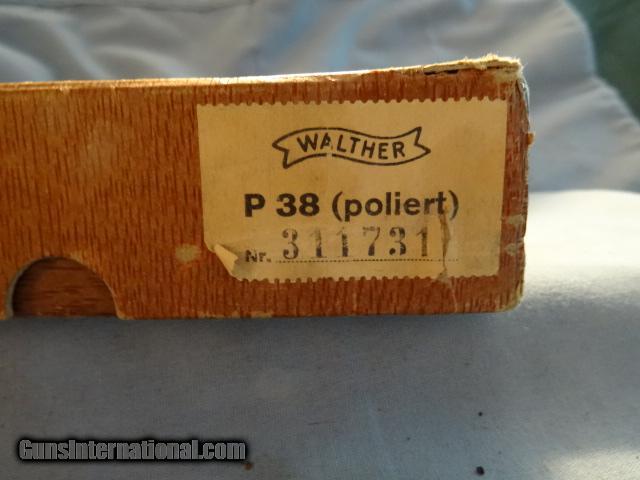 WALTHER
P 38 (poliert)
Nr. 311731
GunsInternational.com